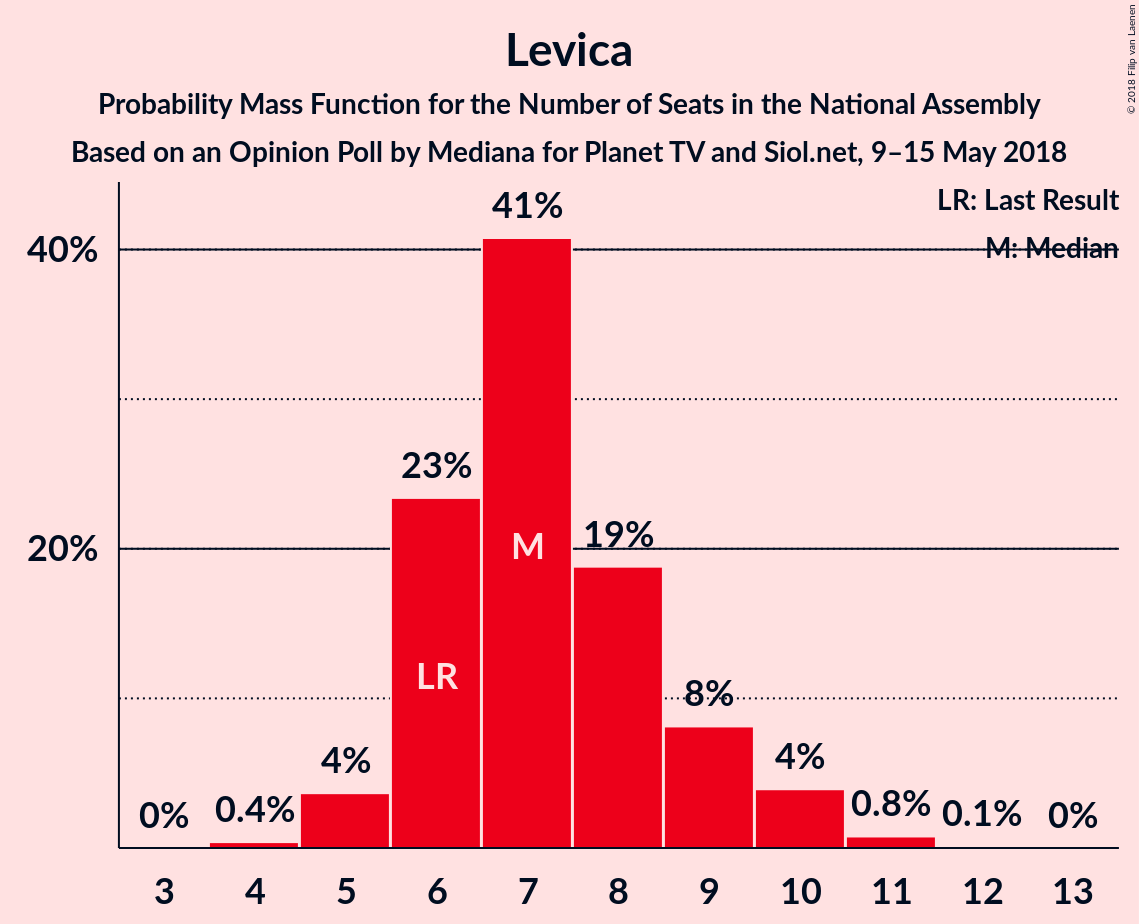 Levica
Probability Mass Function for the Number of Seats in the National Assembly
Based on an Opinion Poll by Mediana for Planet TV and Siol.net, 9–15 May 2018
© 2018 Filip van Laenen
LR: Last Result
M: Median
40%
20%
0%
0.4%
4%
23%
41%
19%
8%
4%
0.8%
0.1%
0%
LR
M
3 4 5 6 7 8 9 10 11 12 13